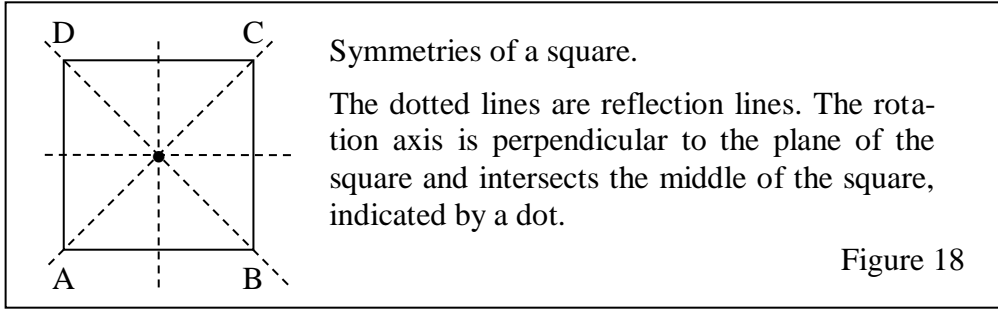 D C
Symmetries of a square.
The dotted lines are reflection lines. The rota-
tion axis is perpendicular to the plane of the
square and intersects the middle of the square,
indicated by a dot.
A B
Figure 18